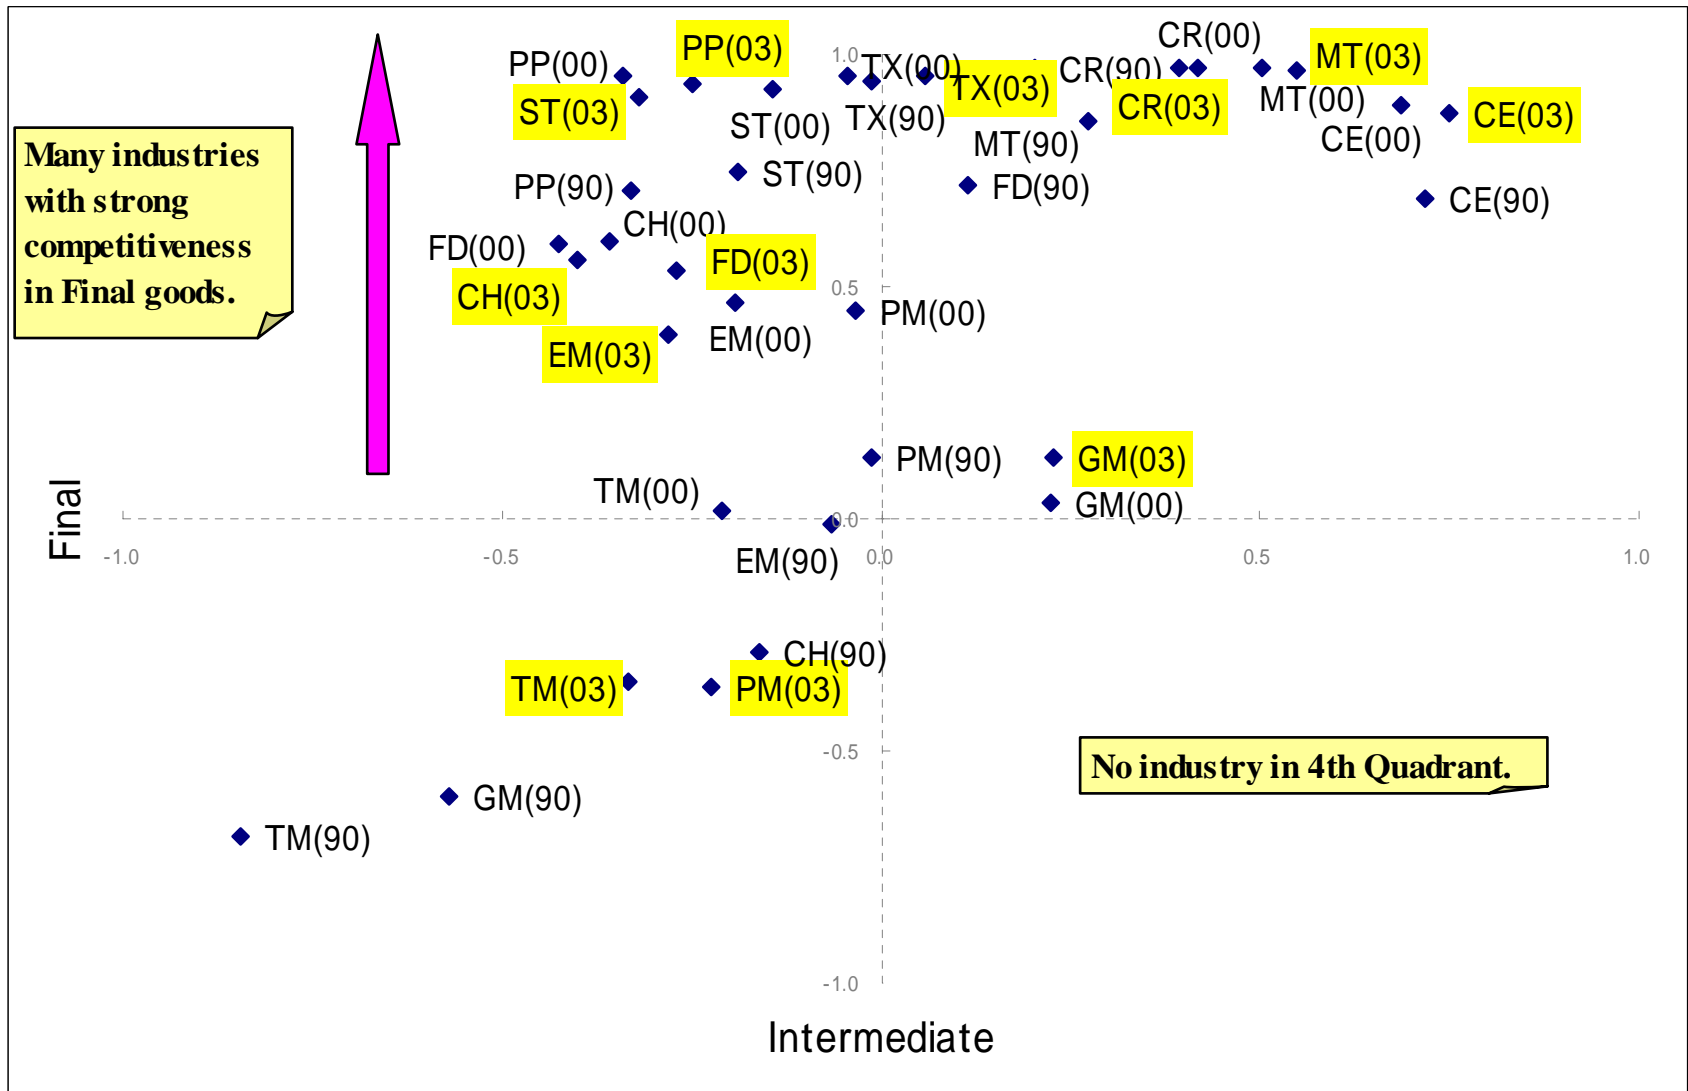 CR(00)
PP(03)
MT(03)
1.0
PP(00)
TX(00)
CR(90)
TX(03)
MT(00)
CR(03)
ST(03)
ST(00)
TX(90)
CE(03)
CE(00)
MT(90)
Many industries
with strong
competitiveness
in Final goods.
PP(90)
ST(90)
FD(90)
CE(90)
CH(00)
FD(00)
FD(03)
CH(03)
0.5
PM(00)
EM(00)
EM(03)
PM(90)
GM(03)
TM(00)
GM(00)
Final
0.0
-1.0
-0.5
0.0
0.5
1.0
EM(90)
CH(90)
TM(03)
PM(03)
-0.5
No industry in 4th Quadrant.
GM(90)
TM(90)
-1.0
Intermediate